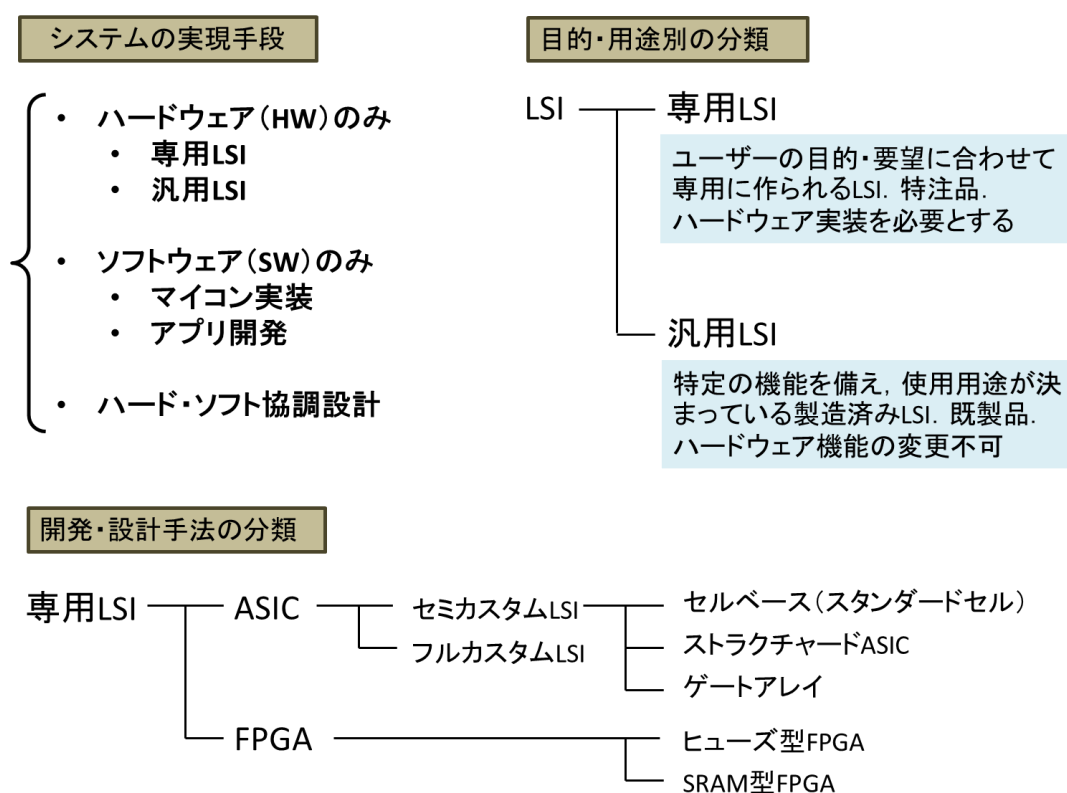 システムの実現手段
・ ハードウェア(HW)のみ
・ 専用LSI
・ 汎用LSI
・ ソフトウェア(SW)のみ
・ マイコン実装
・ アプリ開発
・ ハード・ソフト協調設計
目的・用途別の分類
LSI
専用LSI
ユーザーの目的・要望に合わせて
専用に作られるLSI. 特注品.
ハードウェア実装を必要とする
汎用LSI
特定の機能を備え, 使用用途が決
まっている製造済みLSI. 既製品.
ハードウェア機能の変更不可
開発・設計手法の分類
専用LSI ASIC セミカスタムLSI セルベース(スタンダードセル)
フルカスタムLSI ストラクチャードASIC
ゲートアレイ
FPGA ヒューズ型FPGA
SRAM型FPGA